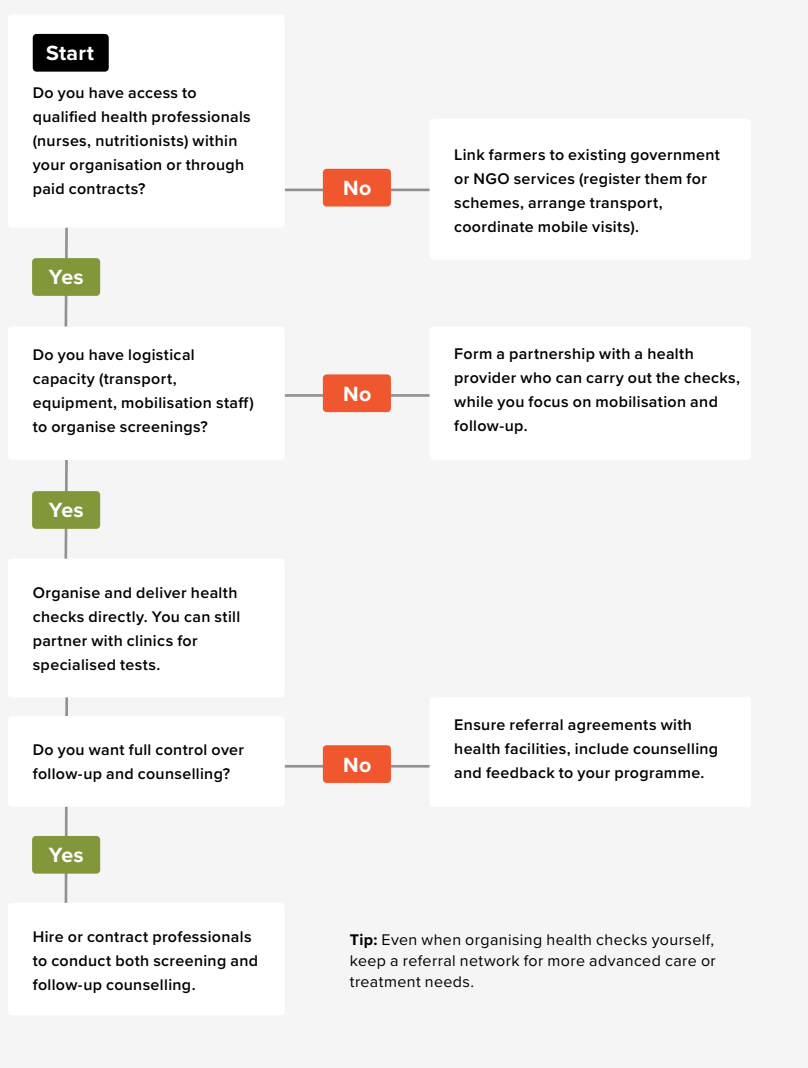 Start
Do you have access to
qualified health professionals
(nurses, nutritionists) within
your organisation or through
paid contracts?
No
Link farmers to existing government
or NGO services (register them for
schemes, arrange transport,
coordinate mobile visits).
Yes
Do you have logistical
capacity (transport,
equipment, mobilisation staff)
to organise screenings?
No
Form a partnership with a health
provider who can carry out the checks,
while you focus on mobilisation and
follow-up.
Yes
Organise and deliver health
checks directly. You can still
partner with clinics for
specialised tests.
Do you want full control over
follow-up and counselling?
No
Ensure referral agreements with
health facilities, include counselling
and feedback to your programme.
Yes
Hire or contract professionals
to conduct both screening and
follow-up counselling.
Tip: Even when organising health checks yourself,
keep a referral network for more advanced care or
treatment needs.